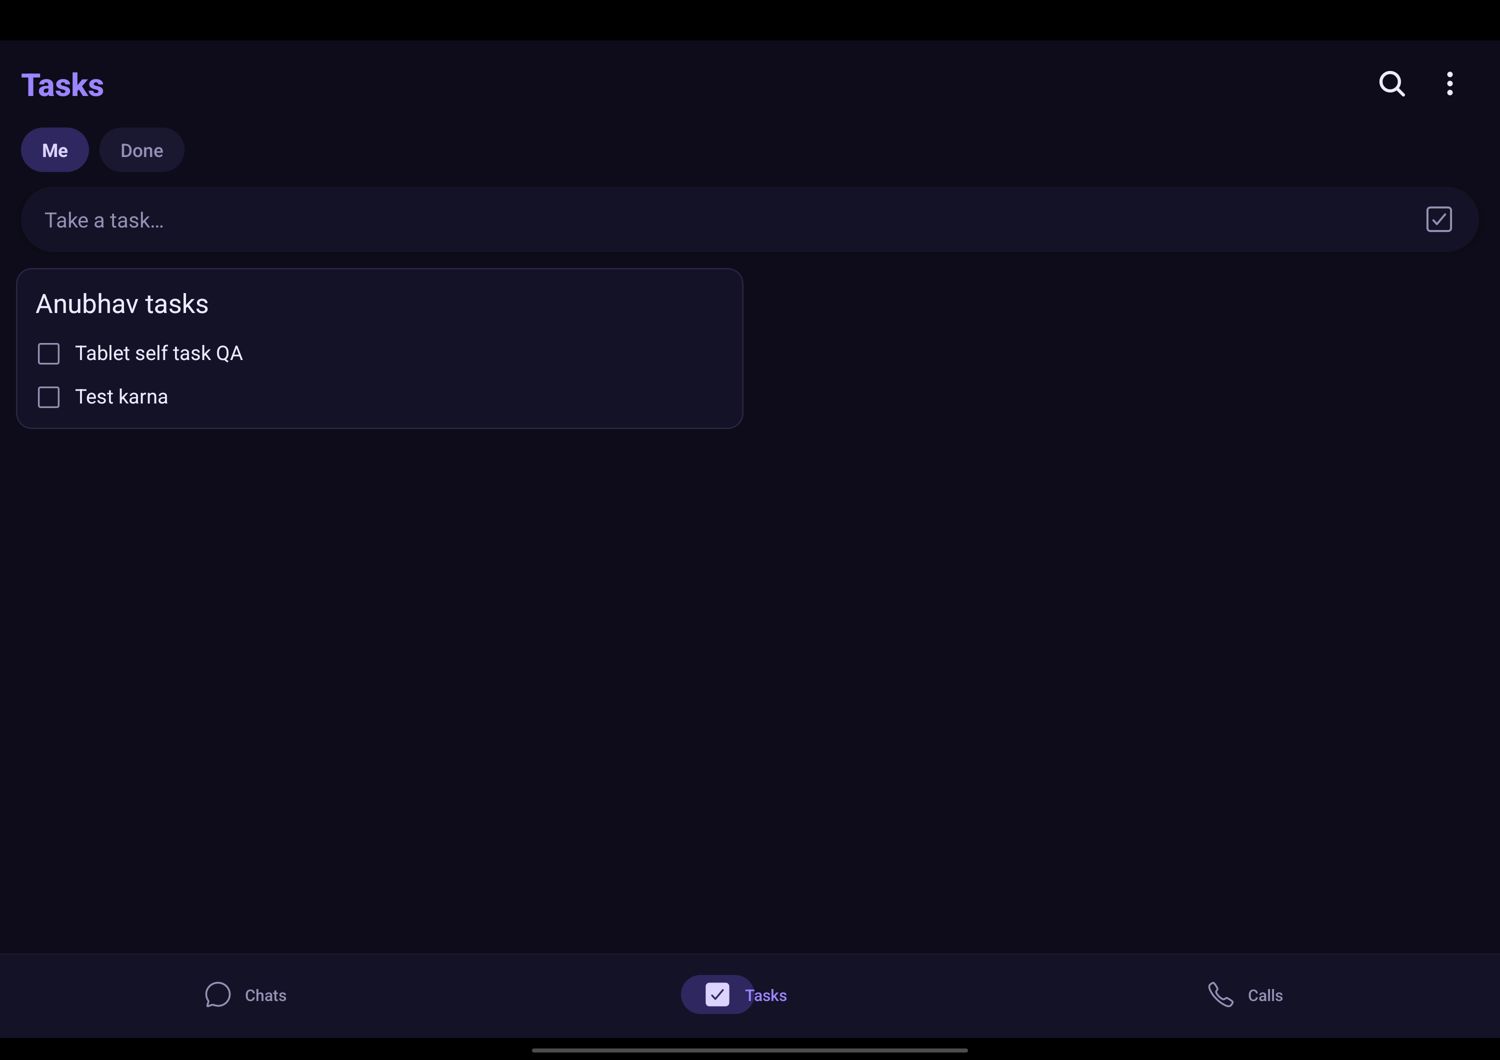 Tasks
Me
Done
Take a task...
Anubhav tasks
Tablet self task QA
Test karna
Chats
Tasks
Calls